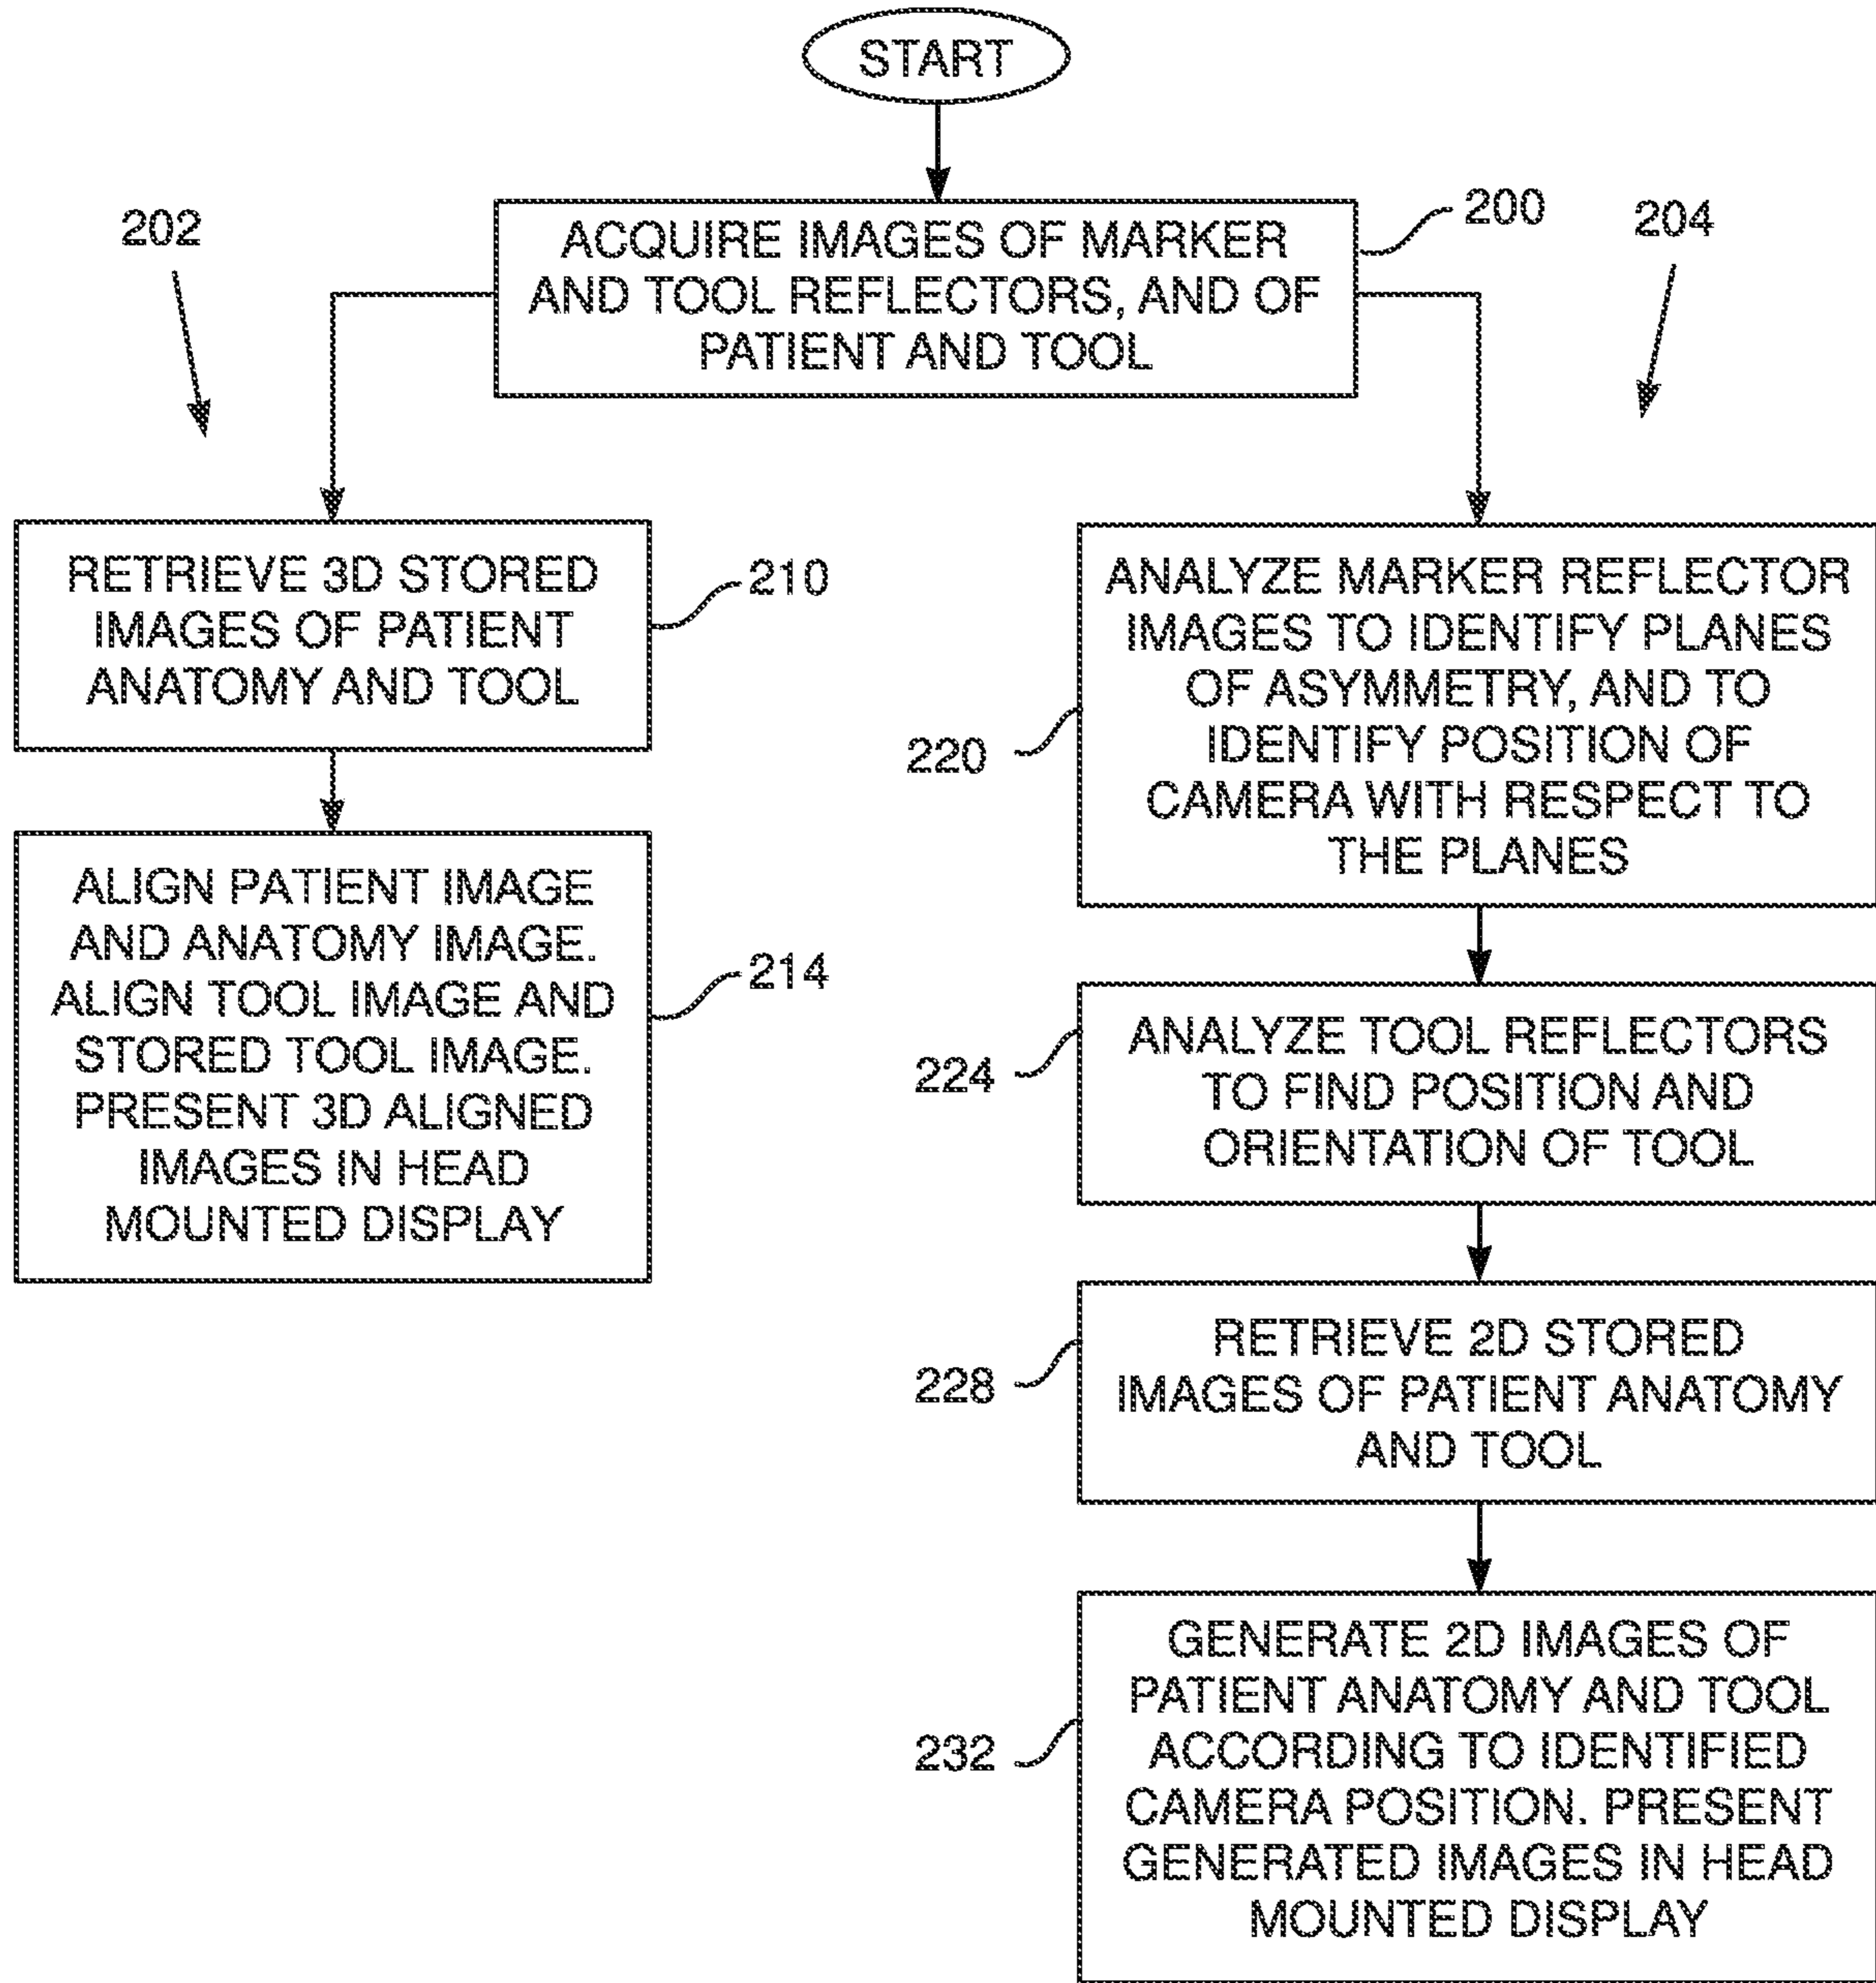 START
ACQUIRE IMAGES OF MARKER
AND TOOL REFLECTORS, AND OF
PATIENT AND TOOL
200
202
204
RETRIEVE 3D STORED
IMAGES OF PATIENT
ANATOMY AND TOOL
210
ALIGN PATIENT IMAGE
AND ANATOMY IMAGE.
ALIGN TOOL IMAGE AND
STORED TOOL IMAGE.
PRESENT 3D ALIGNED
IMAGES IN HEAD
MOUNTED DISPLAY
214
ANALYZE MARKER REFLECTOR
IMAGES TO IDENTIFY PLANES
OF ASYMMETRY, AND TO
IDENTIFY POSITION OF
CAMERA WITH RESPECT TO
THE PLANES
220
ANALYZE TOOL REFLECTORS
TO FIND POSITION AND
ORIENTATION OF TOOL
224
RETRIEVE 2D STORED
IMAGES OF PATIENT ANATOMY
AND TOOL
228
GENERATE 2D IMAGES OF
PATIENT ANATOMY AND TOOL
ACCORDING TO IDENTIFIED
CAMERA POSITION. PRESENT
GENERATED IMAGES IN HEAD
MOUNTED DISPLAY
232